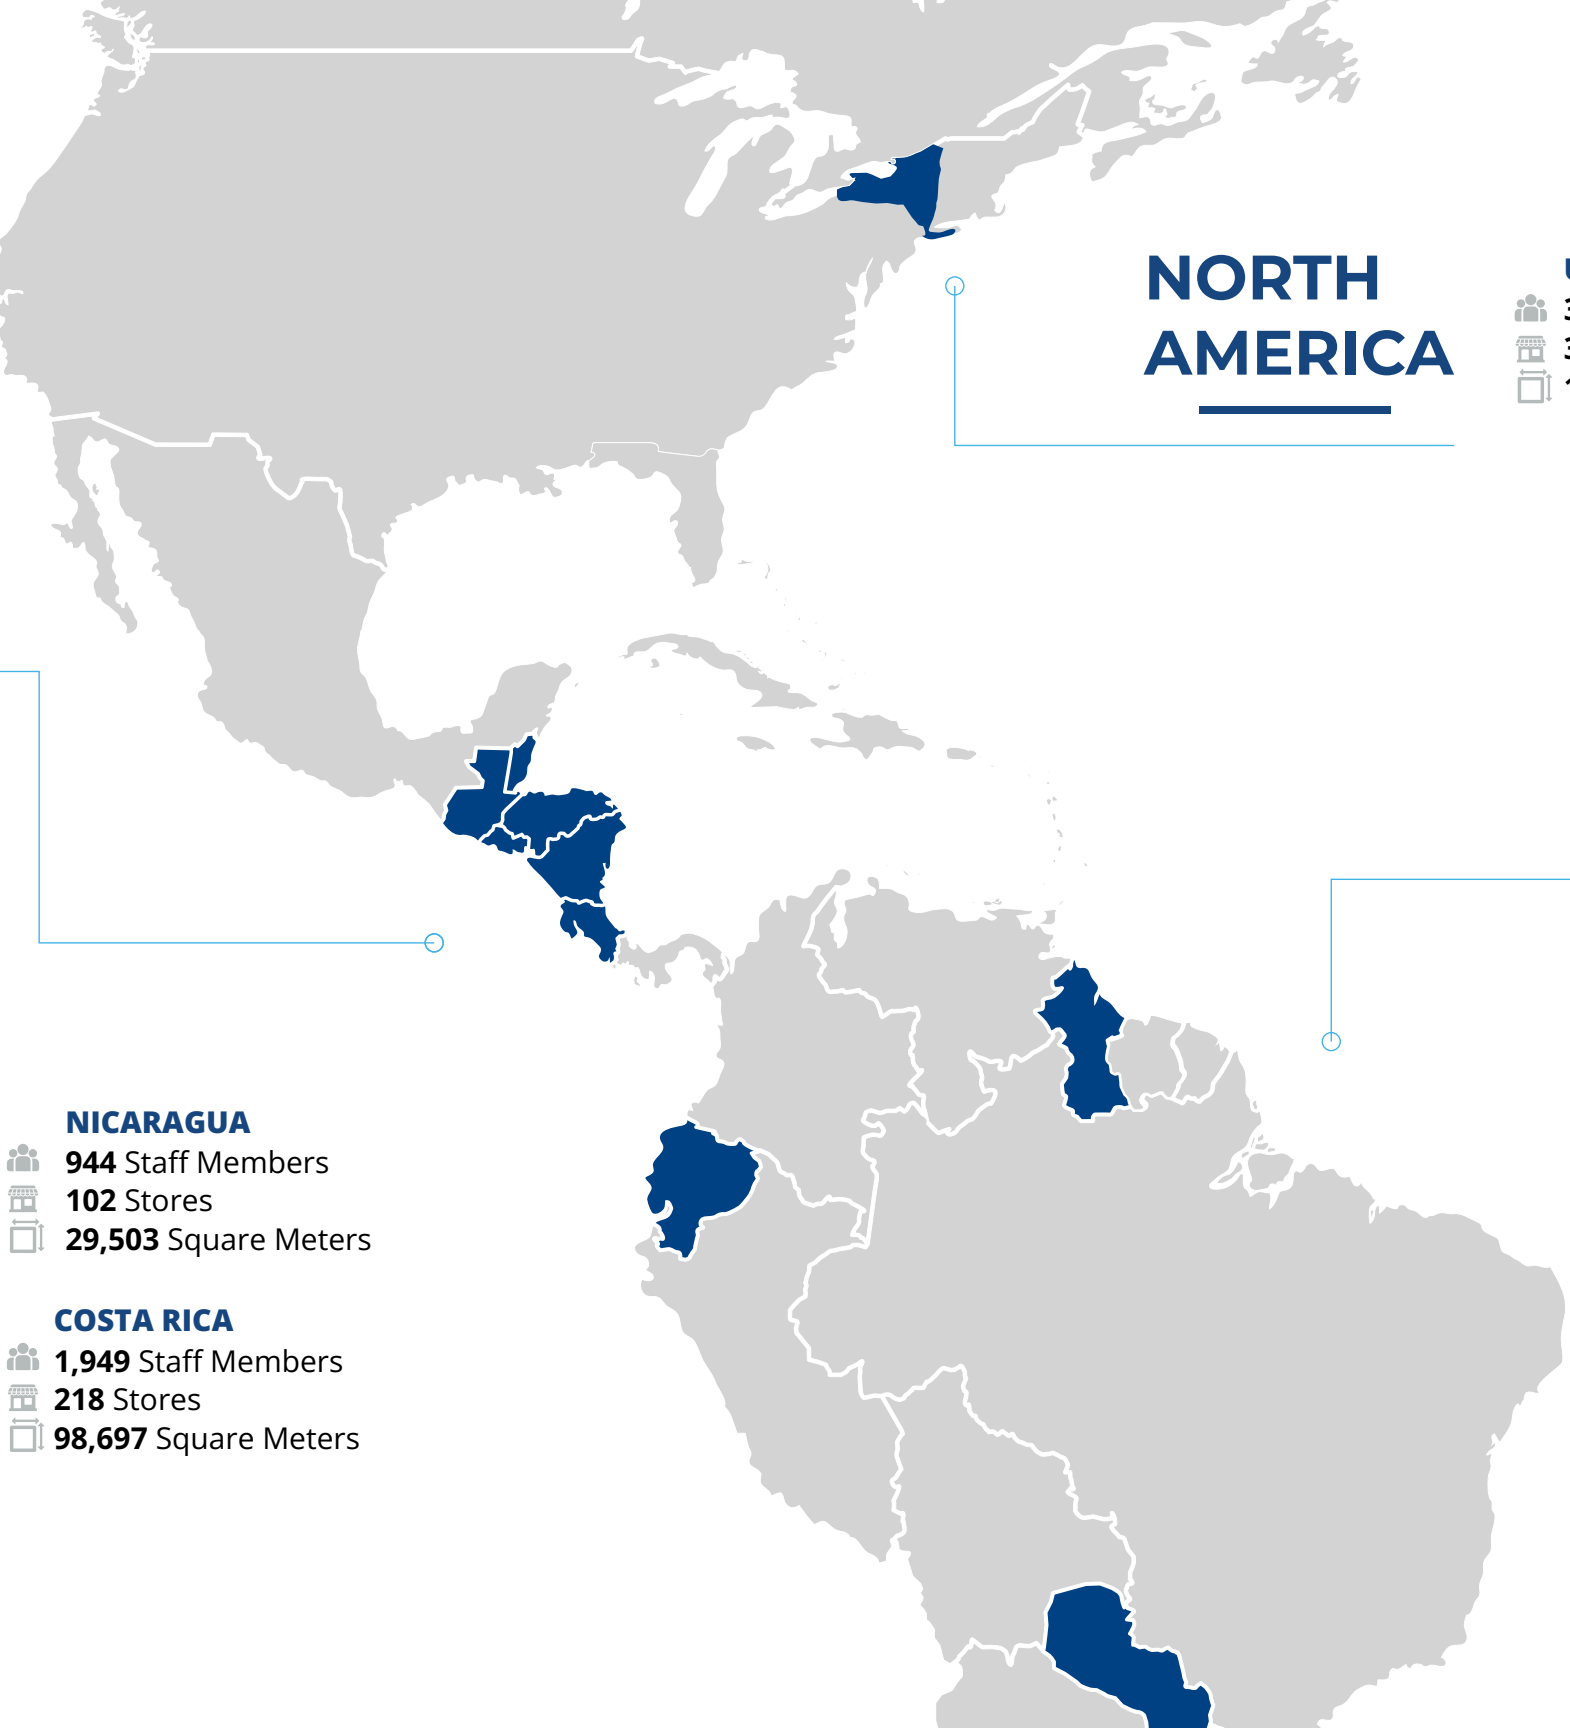 NORTH
AMERICA
NICARAGUA
944 Staff Members
102 Stores
29,503 Square Meters
COSTA RICA
1,949 Staff Members
218 Stores
98,697 Square Meters